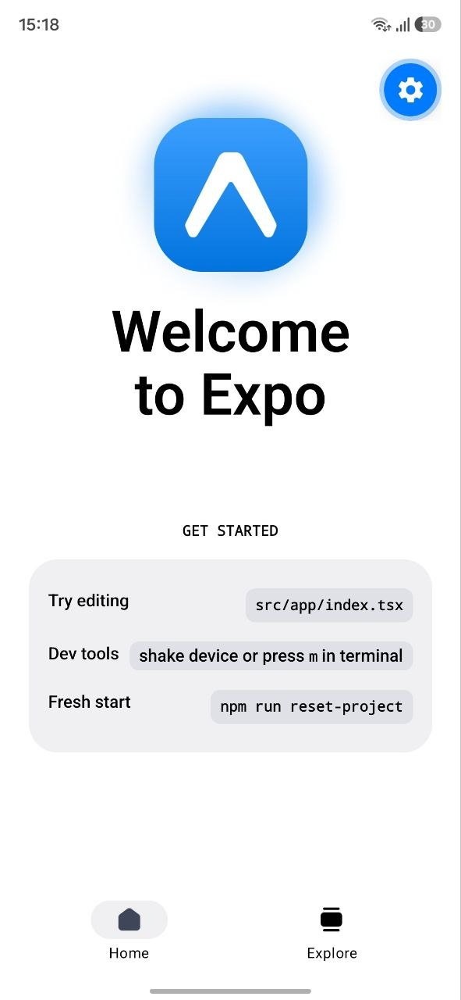 15:18
30
Welcome
to Expo
GET STARTED
Try editing src/app/index.tsx
Dev tools shake device or press m in terminal
Fresh start npm run reset-project
Home Explore